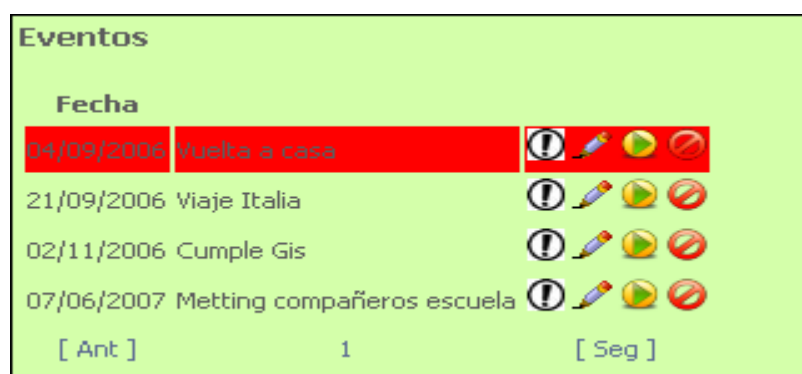 Eventos
Fecha
04/09/2006 Vuelta a casa
21/09/2006 Viaje Italia
02/11/2006 Cumple Gis
07/06/2007 Metting compañeros escuela
[ Ant ] 1 [ Seg ]